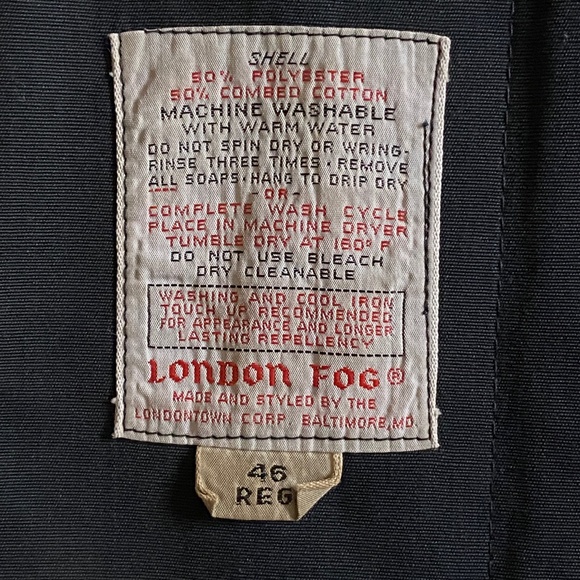 SHELL
50% POLYESTER
50% COMBED COTTON
MACHINE WASHABLE
WITH WARM WATER
DO NOT SPIN DRY OR WRING.
RINSE THREE TIMES · REMOVE
ALL SOAPS · HANG TO DRIP DRY
- OR -
COMPLETE WASH CYCLE
PLACE IN MACHINE DRYER
TUMBLE DRY AT 160° F
DO NOT USE BLEACH
DRY CLEANABLE
WASHING AND COOL IRON
TOUCH UP RECOMMENDED
FOR APPEARANCE AND LONGER
LASTING REPELLENCY
LONDON FOG®
MADE AND STYLED BY THE
LONDONTOWN CORP. BALTIMORE, MD.
46
REG